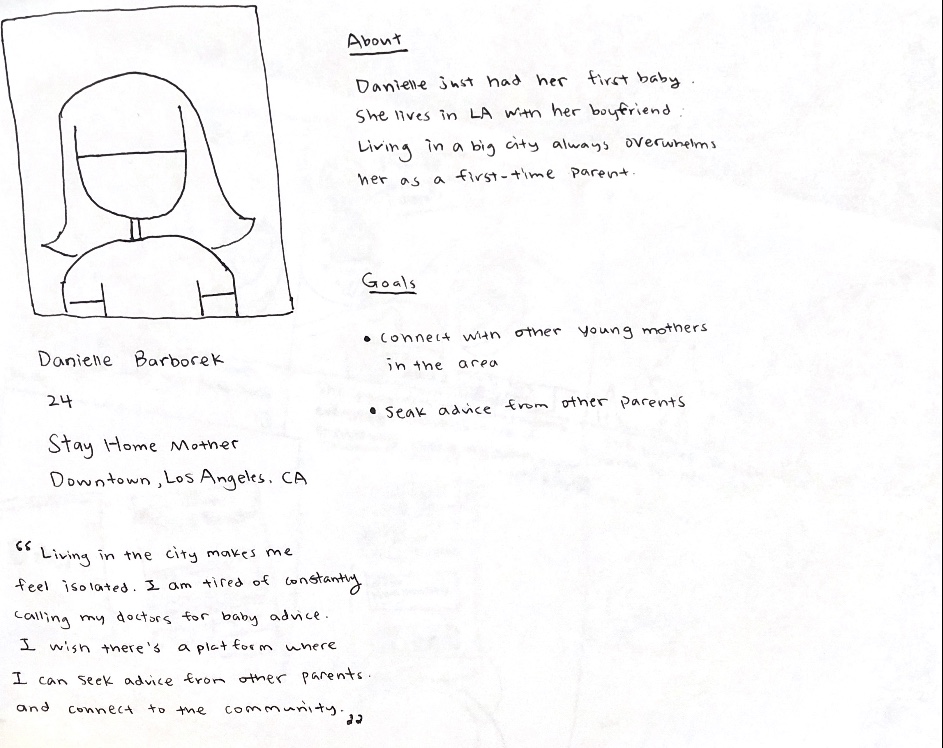 About
Danielle just had her first baby.
She lives in LA with her boyfriend.
Living in a big city always overwhelms
her as a first-time parent.
Goals
• connect with other young mothers
in the area
• seak advice from other parents
Danielle Barborek
24
Stay Home Mother
Downtown, Los Angeles. CA
“Living in the city makes me
feel isolated. I am tired of constantly
calling my doctors for baby advice.
I wish there's a platform where
I can seek advice from other parents.
and connect to the community.”